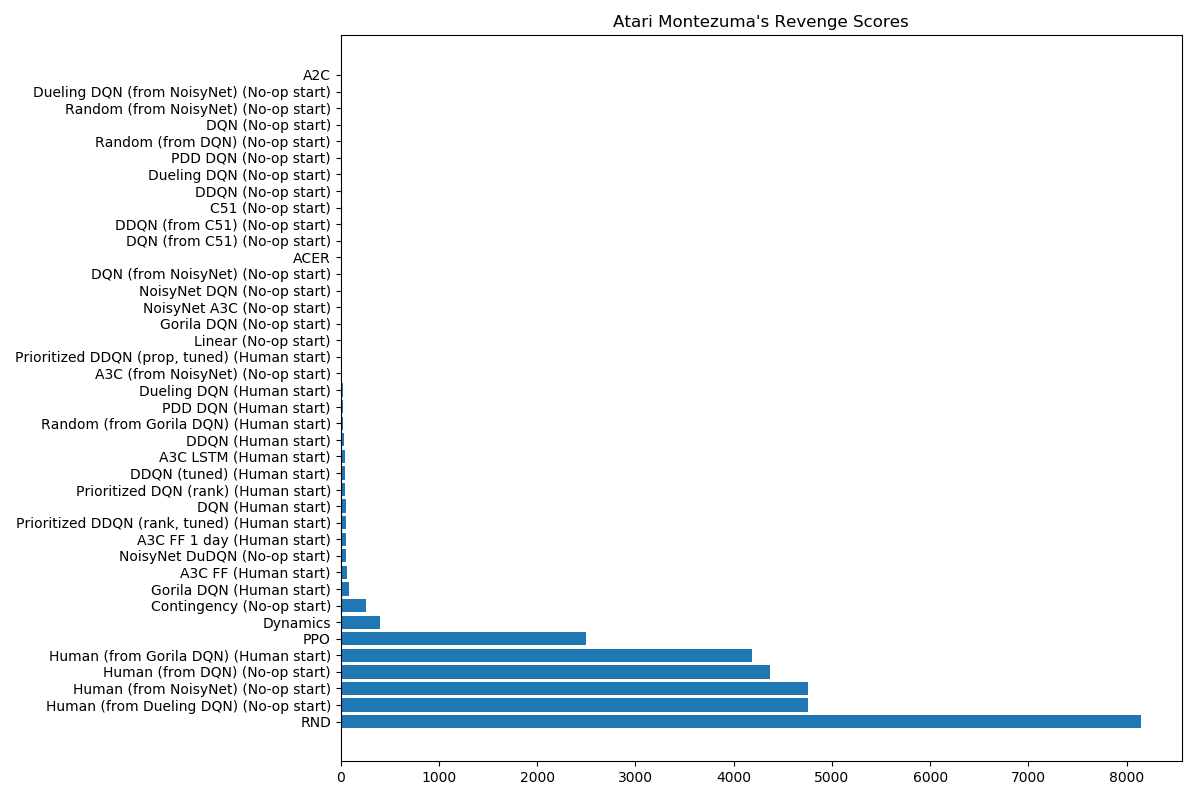 Atari Montezuma's Revenge Scores
A2C
Dueling DQN (from NoisyNet) (No-op start)
Random (from NoisyNet) (No-op start)
DQN (No-op start)
Random (from DQN) (No-op start)
PDD DQN (No-op start)
Dueling DQN (No-op start)
DDQN (No-op start)
C51 (No-op start)
DDQN (from C51) (No-op start)
DQN (from C51) (No-op start)
ACER
DQN (from NoisyNet) (No-op start)
NoisyNet DQN (No-op start)
NoisyNet A3C (No-op start)
Gorila DQN (No-op start)
Linear (No-op start)
Prioritized DDQN (prop, tuned) (Human start)
A3C (from NoisyNet) (No-op start)
Dueling DQN (Human start)
PDD DQN (Human start)
Random (from Gorila DQN) (Human start)
DDQN (Human start)
A3C LSTM (Human start)
DDQN (tuned) (Human start)
Prioritized DQN (rank) (Human start)
DQN (Human start)
Prioritized DDQN (rank, tuned) (Human start)
A3C FF 1 day (Human start)
NoisyNet DuDQN (No-op start)
A3C FF (Human start)
Gorila DQN (Human start)
Contingency (No-op start)
Dynamics
PPO
Human (from Gorila DQN) (Human start)
Human (from DQN) (No-op start)
Human (from NoisyNet) (No-op start)
Human (from Dueling DQN) (No-op start)
RND
0 1000 2000 3000 4000 5000 6000 7000 8000